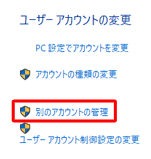 ユーザー アカウントの変更
PC 設定でアカウントを変更
アカウントの種類の変更
別のアカウントの管理
ユーザー アカウント制御設定の変更